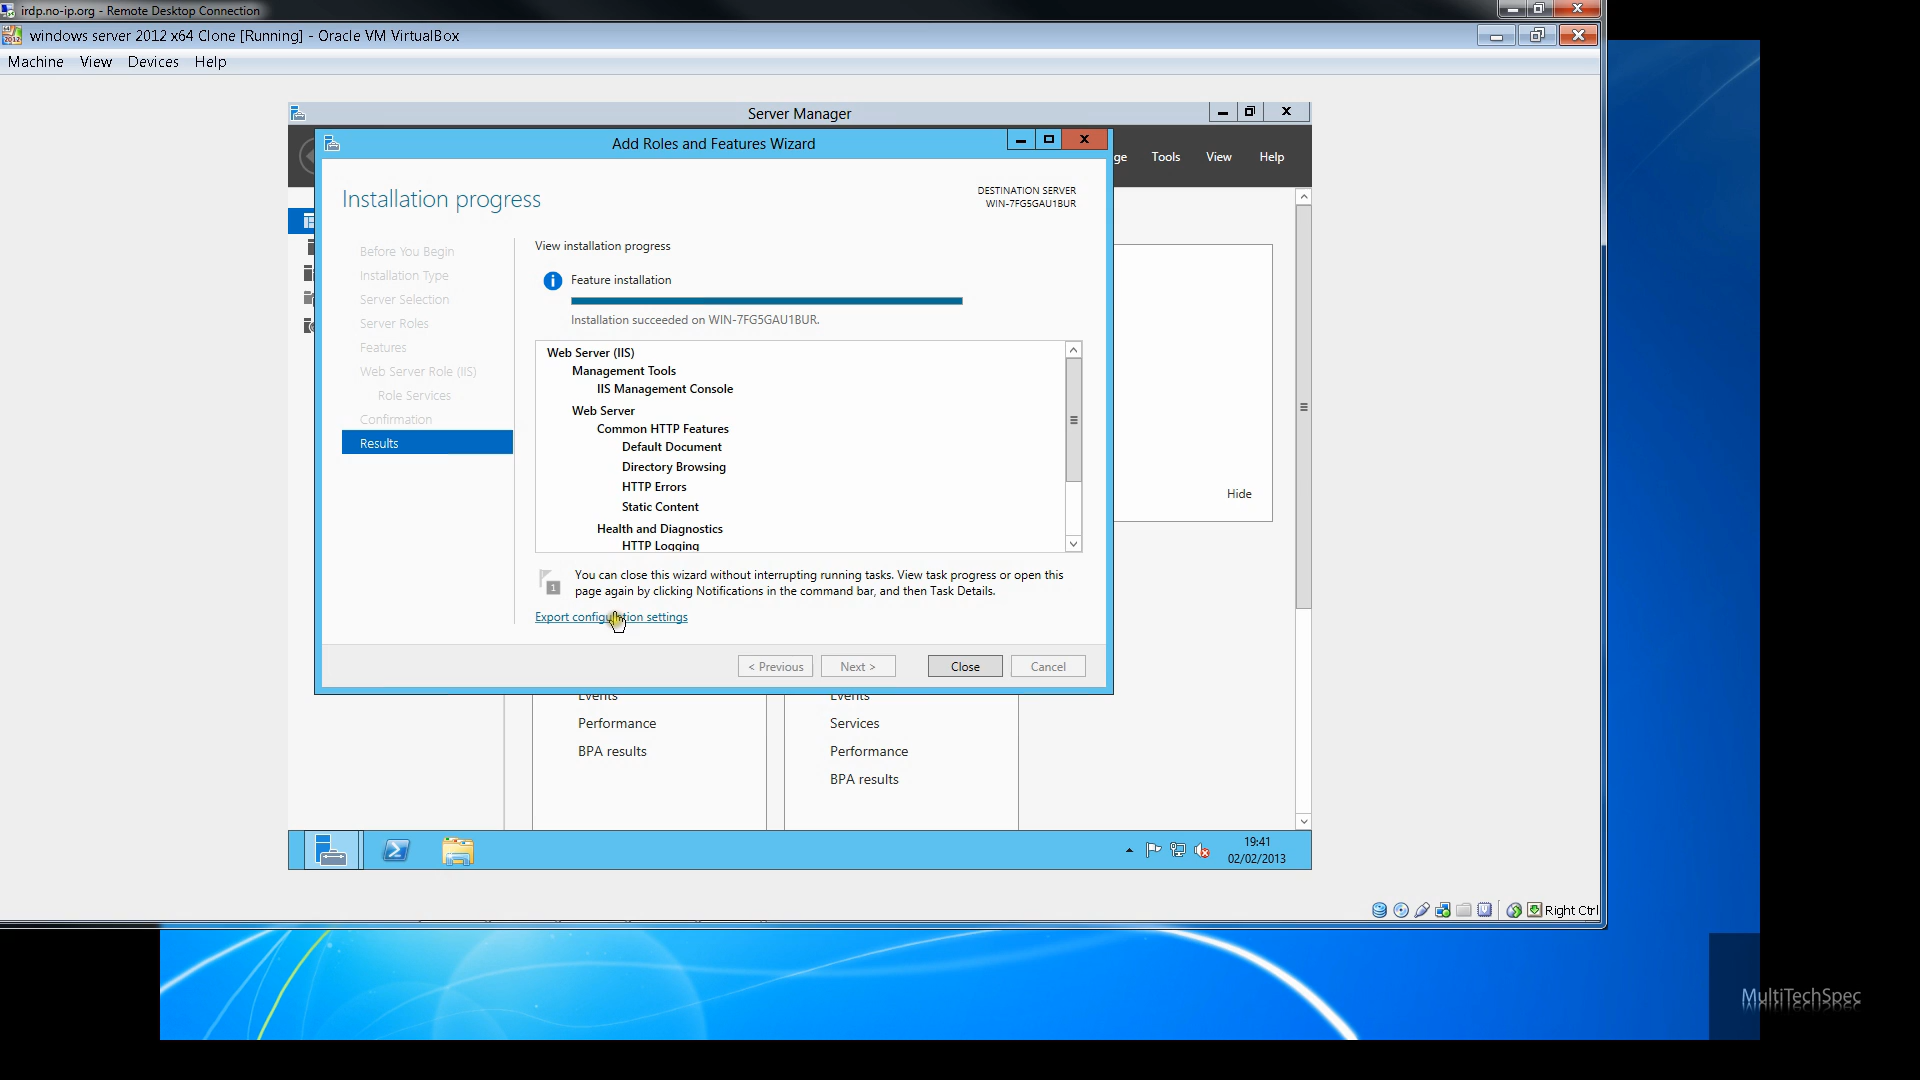 irdp.no-ip.org - Remote Desktop Connection
windows server 2012 x64 Clone [Running] - Oracle VM VirtualBox
Machine View Devices Help
Server Manager
Add Roles and Features Wizard
ge Tools View Help
Installation progress
DESTINATION SERVER
WIN-7FG5GAU1BUR
Before You Begin
Installation Type
Server Selection
Server Roles
Features
Web Server Role (IIS)
Role Services
Confirmation
Results
View installation progress
Feature installation
Installation succeeded on WIN-7FG5GAU1BUR.
Web Server (IIS)
Management Tools
IIS Management Console
Web Server
Common HTTP Features
Default Document
Directory Browsing
HTTP Errors
Static Content
Health and Diagnostics
HTTP Logging
1
You can close this wizard without interrupting running tasks. View task progress or open this
page again by clicking Notifications in the command bar, and then Task Details.
Export configuration settings
< Previous Next > Close Cancel
Hide
Events
Performance
BPA results
Events
Services
Performance
BPA results
19:41
02/02/2013
Right Ctrl
MultiTechSpec